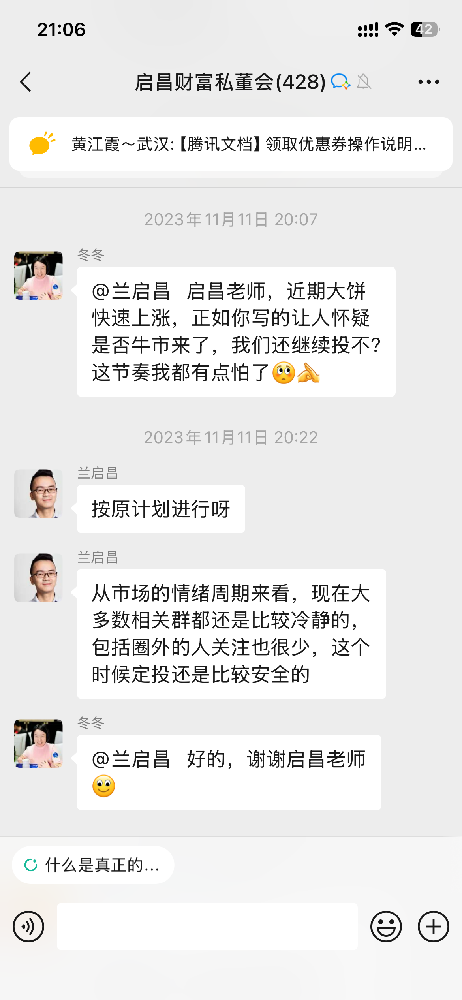 21:06
42
启昌财富私董会(428)
黄江霞～武汉:【腾讯文档】领取优惠券操作说明...
2023年11月11日 20:07
冬冬
@兰启昌 启昌老师，近期大饼
快速上涨，正如你写的让人怀疑
是否牛市来了，我们还继续投不?
这节奏我都有点怕了
2023年11月11日 20:22
兰启昌
按原计划进行呀
兰启昌
从市场的情绪周期来看，现在大
多数相关群都还是比较冷静的，
包括圈外的人关注也很少，这个
时候定投还是比较安全的
冬冬
@兰启昌 好的，谢谢启昌老师
什么是真正的...